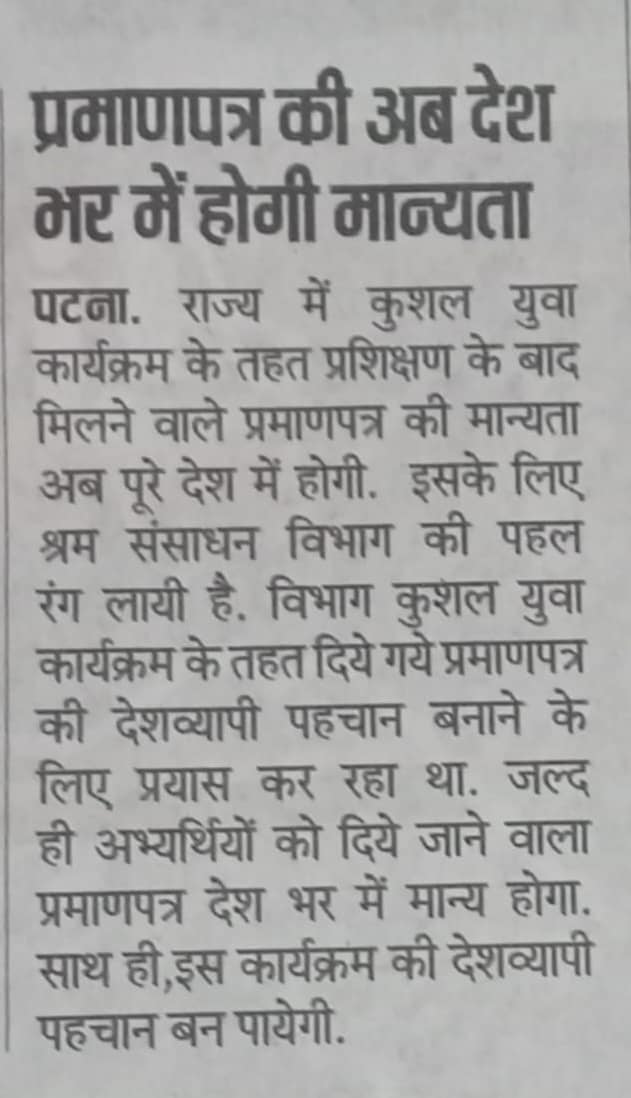 प्रमाणपत्र की अब देश
भर में होगी मान्यता
पटना. राज्य में कुशल युवा
कार्यक्रम के तहत प्रशिक्षण के बाद
मिलने वाले प्रमाणपत्र की मान्यता
अब पूरे देश में होगी. इसके लिए
श्रम संसाधन विभाग की पहल
रंग लायी है. विभाग कुशल युवा
कार्यक्रम के तहत दिये गये प्रमाणपत्र
की देशव्यापी पहचान बनाने के
लिए प्रयास कर रहा था. जल्द
ही अभ्यर्थियों को दिये जाने वाला
प्रमाणपत्र देश भर में मान्य होगा.
साथ ही,इस कार्यक्रम की देशव्यापी
पहचान बन पायेगी.